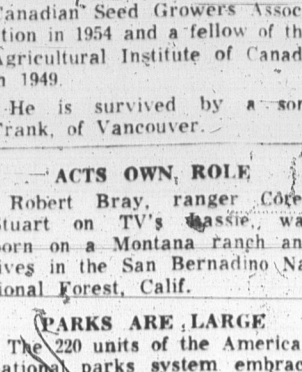 Canadian Seed Growers Assoc
tion in 1954 and a fellow of th
Agricultural Institute of Canad
n 1949.
He is survived by a son
Frank, of Vancouver.
ACTS OWN ROLE
Robert Bray, ranger Corey
Stuart on TV's Lassie, wa
born on a Montana ranch an
lives in the San Bernadino Na
ional Forest, Calif.
PARKS ARE LARGE
The 220 units of the America
national parks system embrac